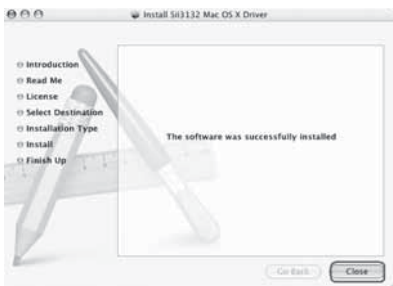 Install Sil3132 Mac OS X Driver
Introduction
Read Me
License
Select Destination
Installation Type
Install
Finish Up
The software was successfully installed
Go Back
Close